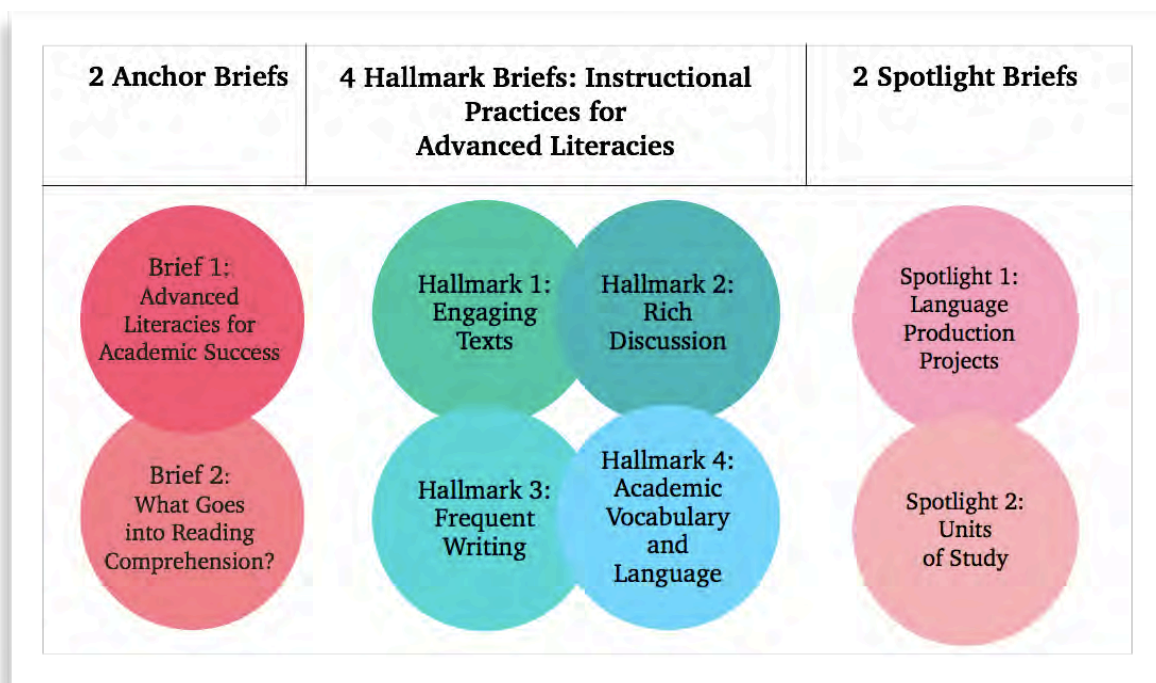 2 Anchor Briefs
4 Hallmark Briefs: Instructional
Practices for
Advanced Literacies
2 Spotlight Briefs
Brief 1:
Advanced
Literacies for
Academic Success
Brief 2:
What Goes
into Reading
Comprehension?
Hallmark 1:
Engaging
Texts
Hallmark 2:
Rich
Discussion
Hallmark 3:
Frequent
Writing
Hallmark 4:
Academic
Vocabulary
and
Language
Spotlight 1:
Language
Production
Projects
Spotlight 2:
Units
of Study